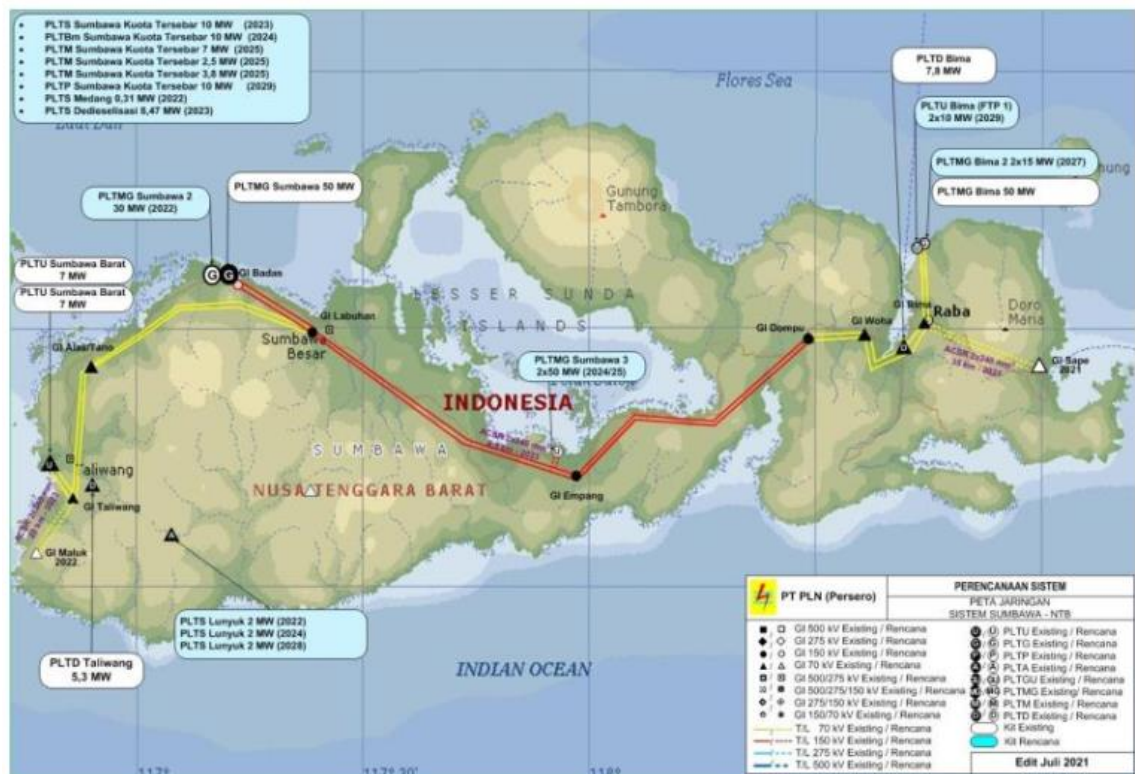 PLTS Sumbawa Kuota Tersebar 10 MW (2023)
PLTBm Sumbawa Kuota Tersebar 10 MW (2024)
PLTM Sumbawa Kuota Tersebar 7 MW (2025)
PLTM Sumbawa Kuota Tersebar 2,5 MW (2025)
PLTM Sumbawa Kuota Tersebar 3,8 MW (2025)
PLTP Sumbawa Kuota Tersebar 10 MW (2029)
PLTS Medang 0,31 MW (2022)
PLTS Dedieselisasi 8,47 MW (2023)
Flores Sea
PLTD Bima
7,8 MW
PLTU Bima (FTP 1)
2x10 MW (2029)
PLTMG Bima 2 2x15 MW (2027)
PLTMG Bima 50 MW
PLTMG Sumbawa 2
30 MW (2022)
PLTMG Sumbawa 50 MW
Gunung
Tambora
PLTU Sumbawa Barat
7 MW
PLTU Sumbawa Barat
7 MW
G
G
GI Badas
LESSER SUNDA
ISLANDS
GI Labuhan
Sumbawa
Besar
GI Alas/Tano
GI Dompu
GI Woha
GI Bima
Raba
Doro
Maria
GI Sape
2021
PLTMG Sumbawa 3
2x50 MW (2024/25)
INDONESIA
SUMBAWA
NUSA TENGGARA BARAT
GI Empang
Taliwang
GI Taliwang
GI Maluk
2022
PLTS Lunyuk 2 MW (2022)
PLTS Lunyuk 2 MW (2024)
PLTS Lunyuk 2 MW (2028)
PLTD Taliwang
5,3 MW
INDIAN OCEAN
117°
117° 30'
118°
PT PLN (Persero)
PERENCANAAN SISTEM
PETA JARINGAN
SISTEM SUMBAWA - NTB
GI 500 kV Existing / Rencana
GI 275 kV Existing / Rencana
GI 150 kV Existing / Rencana
GI 70 kV Existing / Rencana
GI 500/275 kV Existing / Rencana
GI 500/275/150 kV Existing / Rencana
GI 275/150 kV Existing / Rencana
GI 150/70 kV Existing / Rencana
T/L 70 kV Existing / Rencana
T/L 150 kV Existing / Rencana
T/L 275 kV Existing / Rencana
T/L 500 kV Existing / Rencana
PLTU Existing / Rencana
PLTG Existing / Rencana
PLTP Existing / Rencana
PLTA Existing / Rencana
PLTGU Existing / Rencana
PLTMG Existing / Rencana
PLTM Existing / Rencana
PLTD Existing / Rencana
Kit Existing
Kit Rencana
Edit Juli 2021